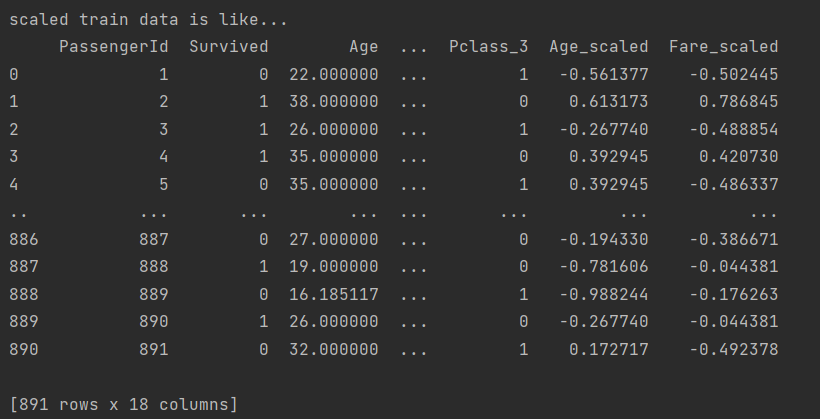 scaled train data is like...
     PassengerId  Survived        Age  ...  Pclass_3  Age_scaled  Fare_scaled
0              1         0  22.000000  ...         1   -0.561377    -0.502445
1              2         1  38.000000  ...         0    0.613173     0.786845
2              3         1  26.000000  ...         1   -0.267740    -0.488854
3              4         1  35.000000  ...         0    0.392945     0.420730
4              5         0  35.000000  ...         1    0.392945    -0.486337
..           ...       ...        ...  ...       ...         ...          ...
886          887         0  27.000000  ...         0   -0.194330    -0.386671
887          888         1  19.000000  ...         0   -0.781606    -0.044381
888          889         0  16.185117  ...         1   -0.988244    -0.176263
889          890         1  26.000000  ...         0   -0.267740    -0.044381
890          891         0  32.000000  ...         1    0.172717    -0.492378
[891 rows x 18 columns]